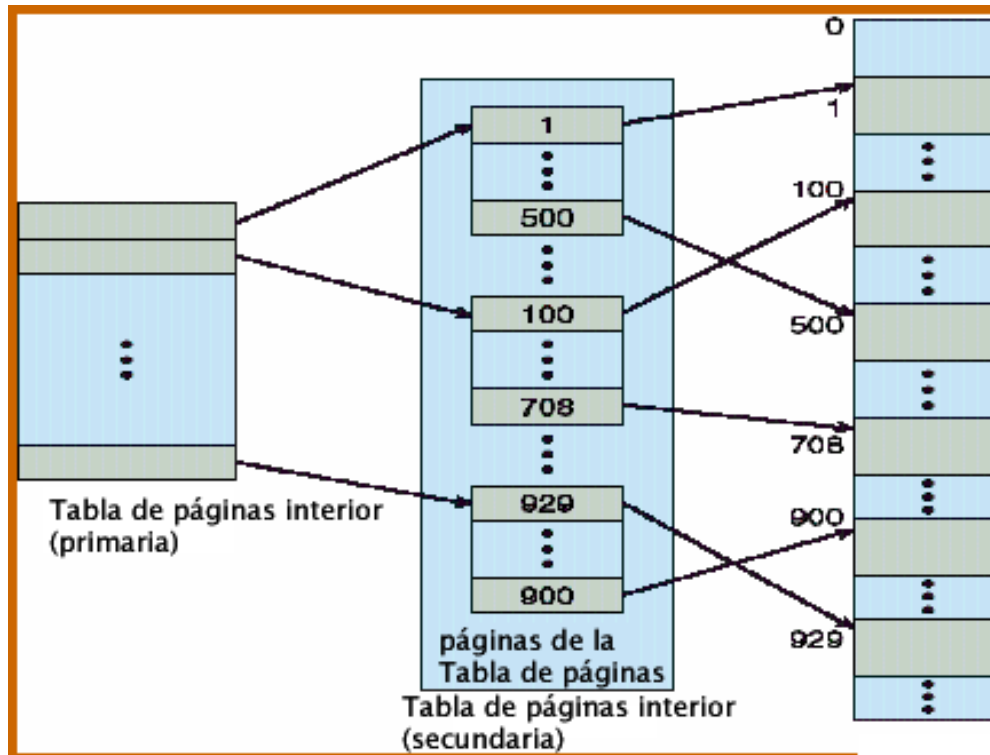 Tabla de páginas interior
(primaria)
1
500
100
708
929
900
páginas de la
Tabla de páginas
Tabla de páginas interior
(secundaria)
0
1
100
500
708
900
929